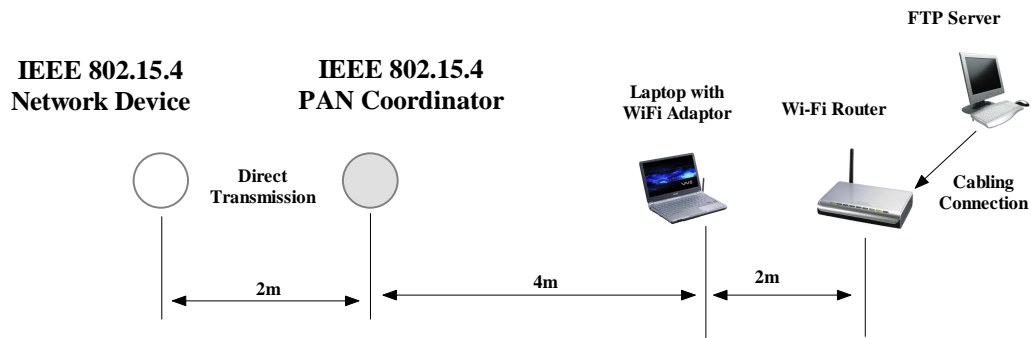 FTP Server
IEEE 802.15.4
Network Device
IEEE 802.15.4
PAN Coordinator
Laptop with
WiFi Adaptor
Wi-Fi Router
Direct
Transmission
Cabling
Connection
2m
4m
2m